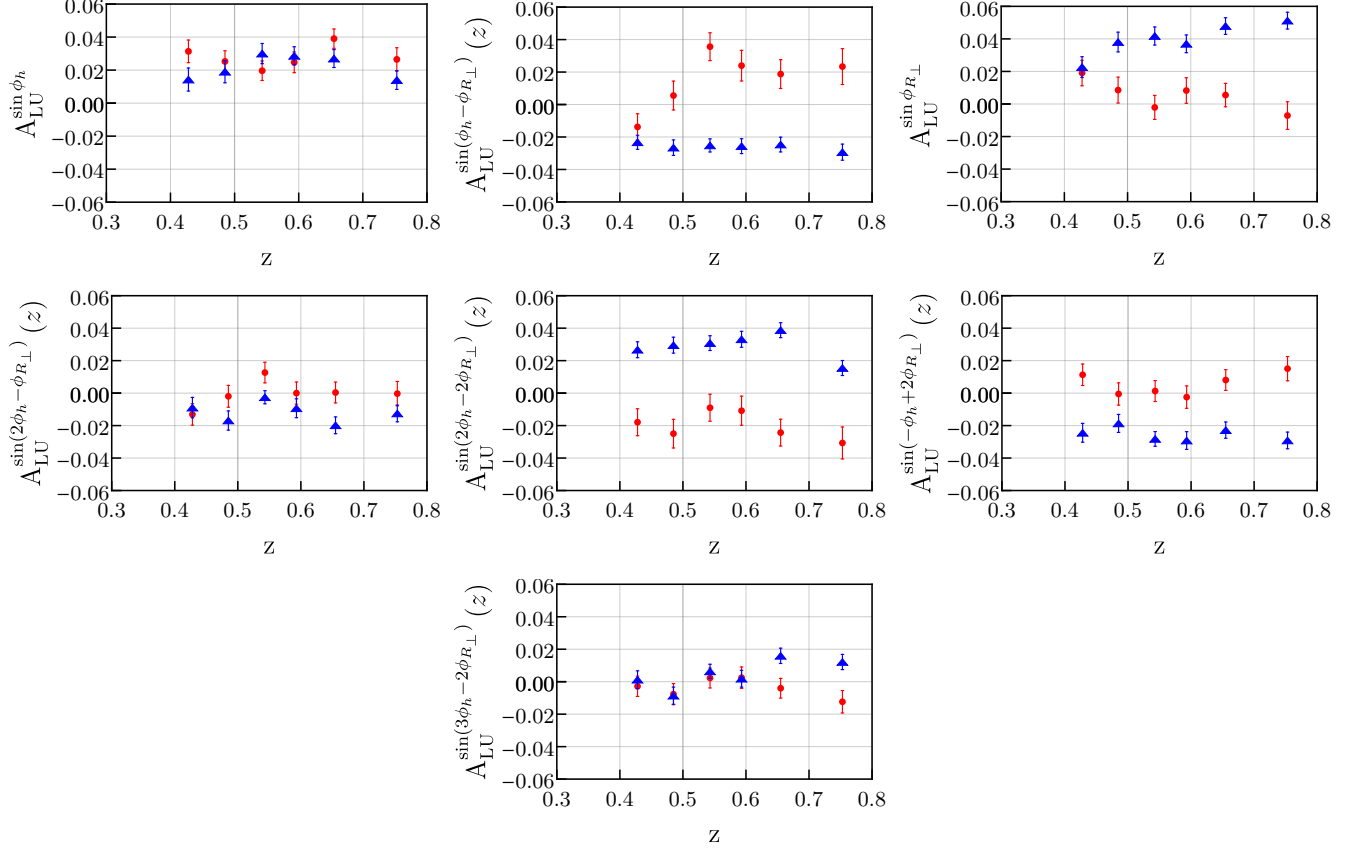 A_LU^{sin ϕ_h}
0.06
0.04
0.02
0.00
−0.02
−0.04
−0.06
0.3 0.4 0.5 0.6 0.7 0.8
z
A_LU^{sin(ϕ_h−ϕ_{R⊥})} (z)
0.06
0.04
0.02
0.00
−0.02
−0.04
−0.06
0.3 0.4 0.5 0.6 0.7 0.8
z
A_LU^{sin ϕ_{R⊥}}
0.06
0.04
0.02
0.00
−0.02
−0.04
−0.06
0.3 0.4 0.5 0.6 0.7 0.8
z
A_LU^{sin(2ϕ_h−ϕ_{R⊥})} (z)
0.06
0.04
0.02
0.00
−0.02
−0.04
−0.06
0.3 0.4 0.5 0.6 0.7 0.8
z
A_LU^{sin(2ϕ_h−2ϕ_{R⊥})} (z)
0.06
0.04
0.02
0.00
−0.02
−0.04
−0.06
0.3 0.4 0.5 0.6 0.7 0.8
z
A_LU^{sin(−ϕ_h+2ϕ_{R⊥})} (z)
0.06
0.04
0.02
0.00
−0.02
−0.04
−0.06
0.3 0.4 0.5 0.6 0.7 0.8
z
A_LU^{sin(3ϕ_h−2ϕ_{R⊥})} (z)
0.06
0.04
0.02
0.00
−0.02
−0.04
−0.06
0.3 0.4 0.5 0.6 0.7 0.8
z